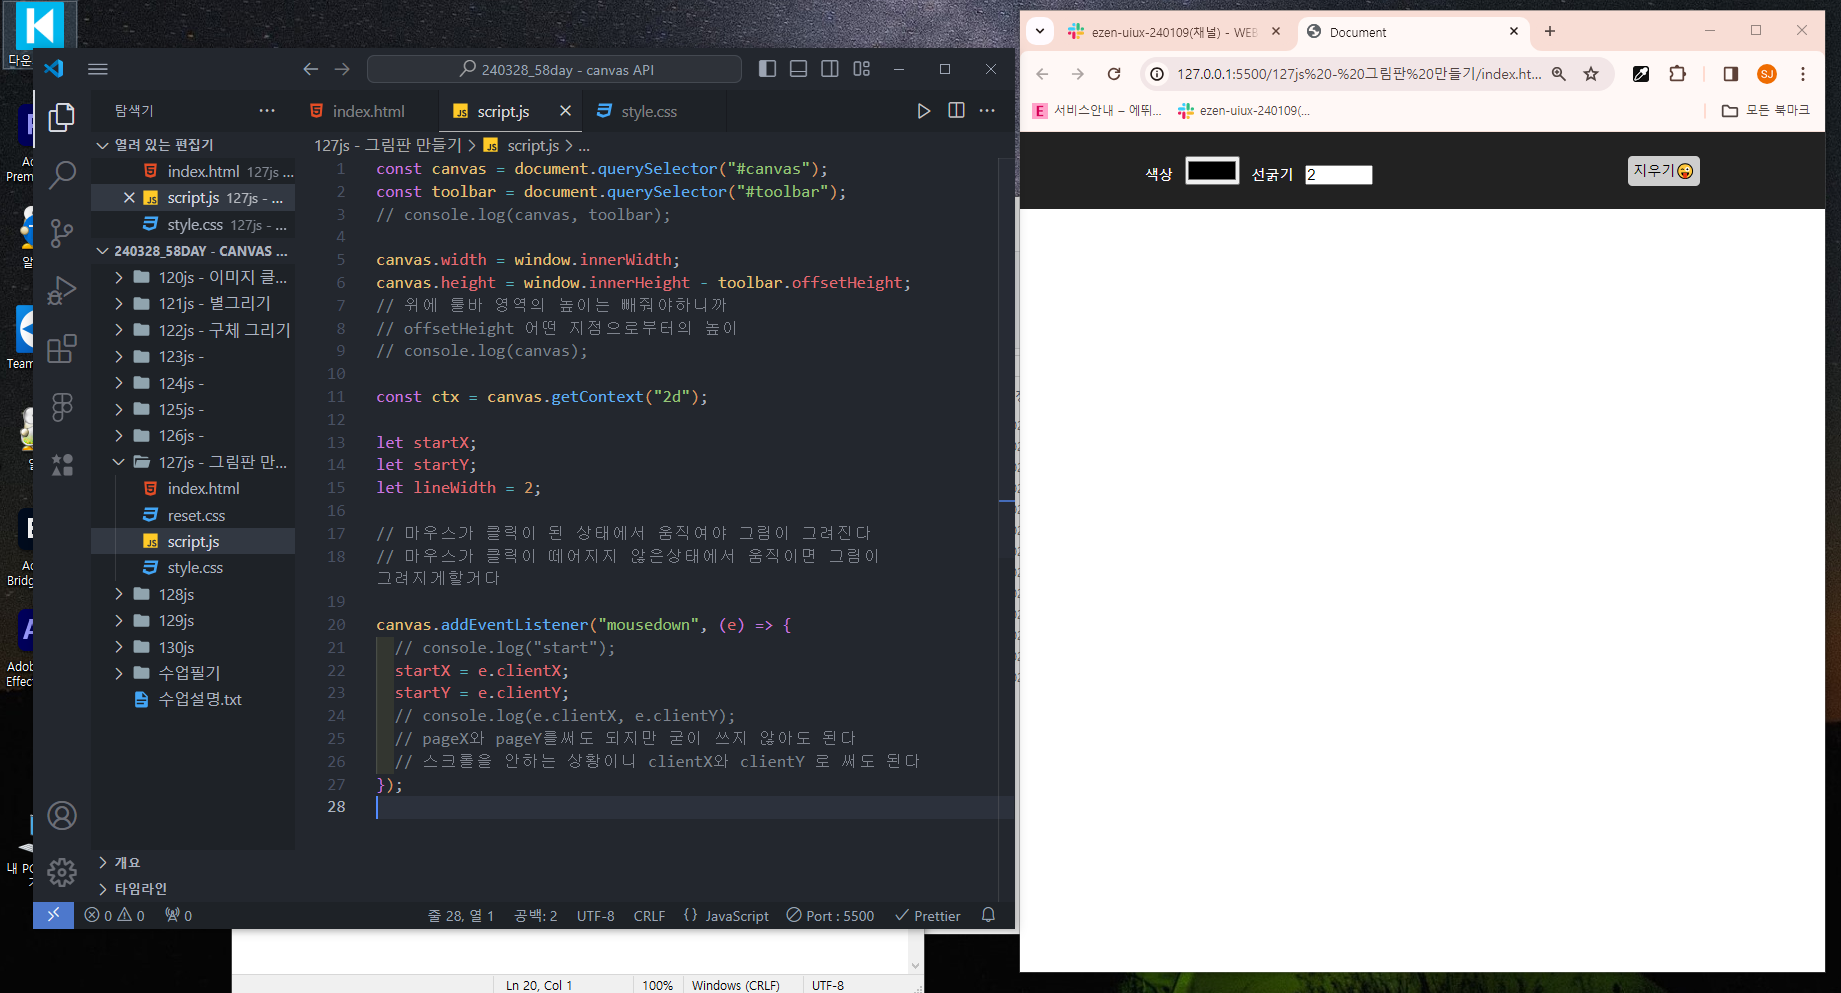 다운
Ac
Prem
알
Team
알
Ac
Bridg
Adob
Effec
내 PC
240328_58day - canvas API
탐색기
index.html
script.js
style.css
열려 있는 편집기
index.html 127js ...
script.js 127js - ...
style.css 127js - ...
240328_58DAY - CANVAS ...
120js - 이미지 클...
121js - 별그리기
122js - 구체 그리기
123js -
124js -
125js -
126js -
127js - 그림판 만...
index.html
reset.css
script.js
style.css
128js
129js
130js
수업필기
수업설명.txt
개요
타임라인
127js - 그림판 만들기 > JS script.js > ...
1 const canvas = document.querySelector("#canvas");
2 const toolbar = document.querySelector("#toolbar");
3 // console.log(canvas, toolbar);
4
5 canvas.width = window.innerWidth;
6 canvas.height = window.innerHeight - toolbar.offsetHeight;
7 // 위에 툴바 영역의 높이는 빼줘야하니까
8 // offsetHeight 어떤 지점으로부터의 높이
9 // console.log(canvas);
10
11 const ctx = canvas.getContext("2d");
12
13 let startX;
14 let startY;
15 let lineWidth = 2;
16
17 // 마우스가 클릭이 된 상태에서 움직여야 그림이 그려진다
18 // 마우스가 클릭이 떼어지지 않은상태에서 움직이면 그림이
그려지게할거다
19
20 canvas.addEventListener("mousedown", (e) => {
21 // console.log("start");
22 startX = e.clientX;
23 startY = e.clientY;
24 // console.log(e.clientX, e.clientY);
25 // pageX와 pageY를써도 되지만 굳이 쓰지 않아도 된다
26 // 스크롤을 안하는 상황이니 clientX와 clientY 로 써도 된다
27 });
28
0 0 0 줄 28, 열 1 공백: 2 UTF-8 CRLF {} JavaScript Port : 5500 Prettier
Ln 20, Col 1 100% Windows (CRLF) UTF-8
ezen-uiux-240109(채널) - WEB
Document
127.0.0.1:5500/127js%20-%20그림판%20만들기/index.ht...
SJ
E 서비스안내 – 에뛰...
ezen-uiux-240109(...
모든 북마크
색상 선굵기 2 지우기😜